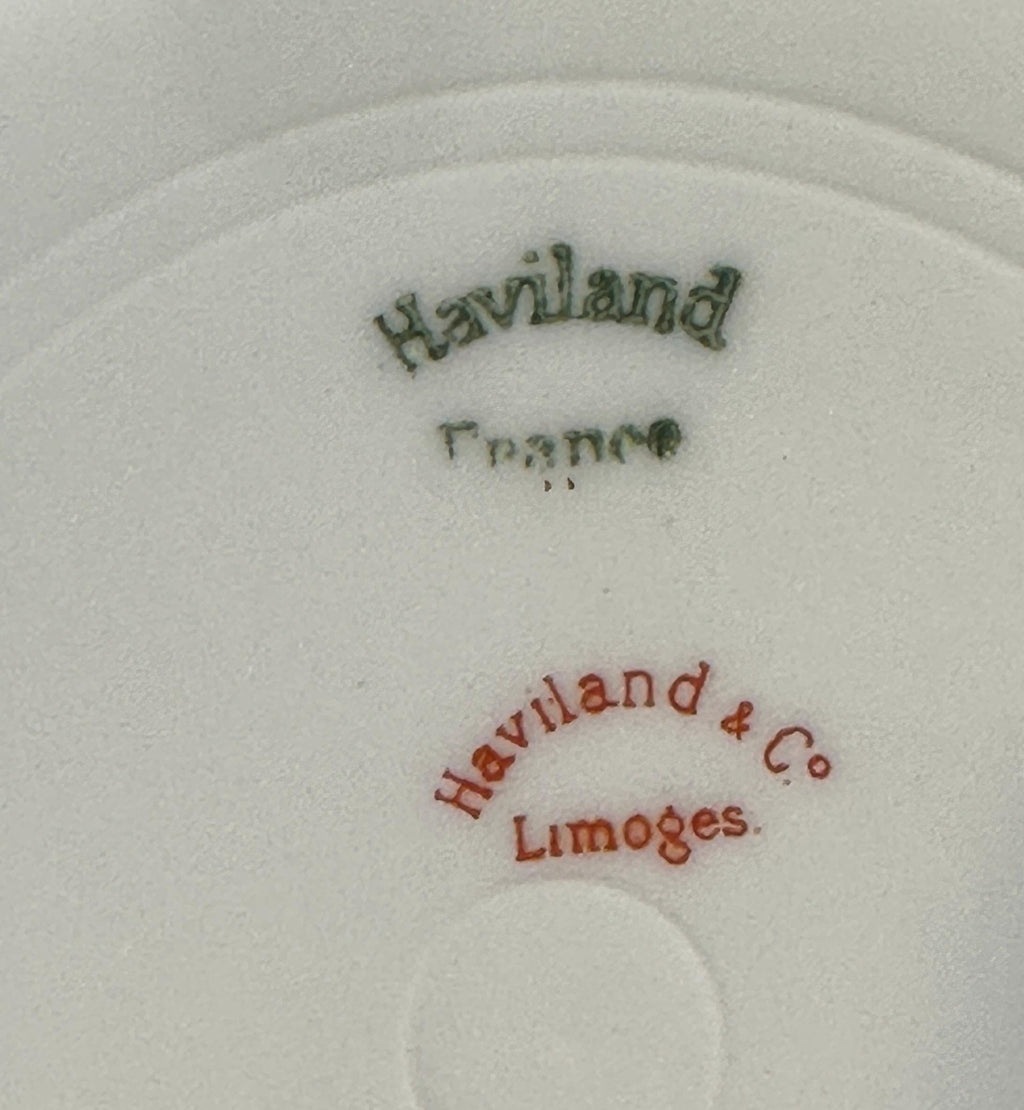 Haviland
France
Haviland & Co
Limoges.